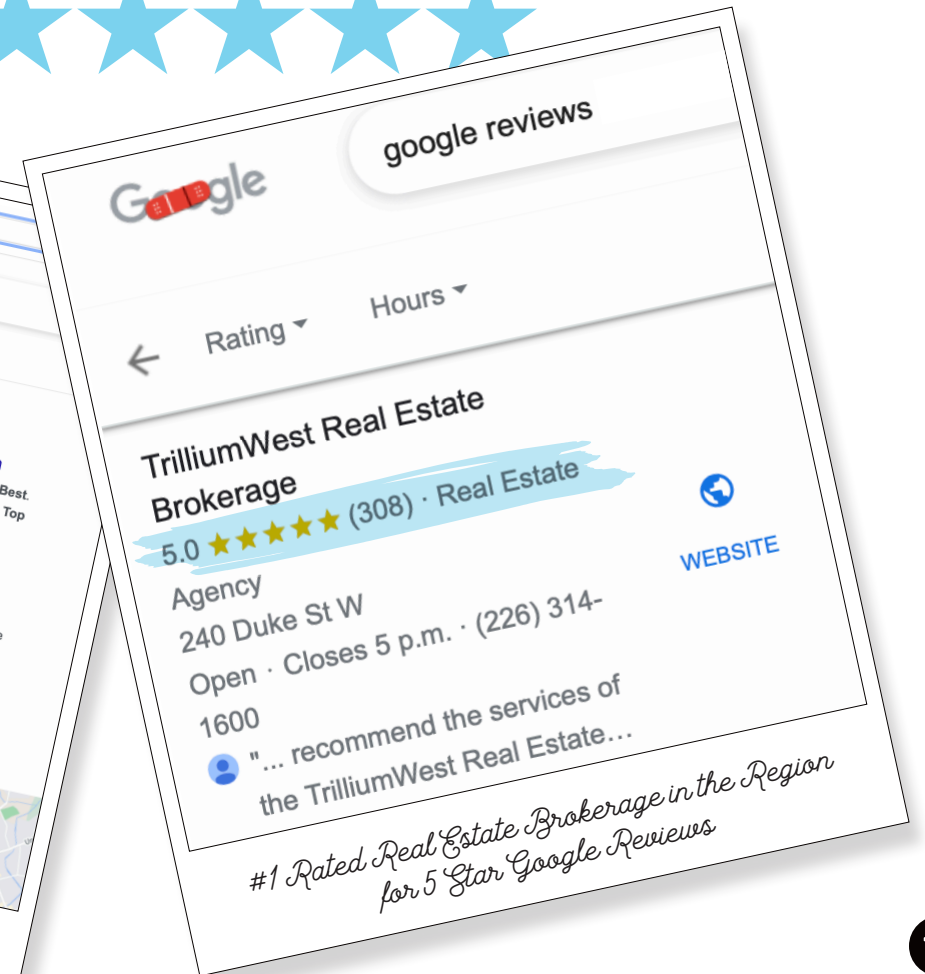 google reviews
Google
Rating
Hours
TrilliumWest Real Estate
Brokerage
5.0 ★★★★★ (308) · Real Estate
Agency
240 Duke St W
Open · Closes 5 p.m. · (226) 314-
1600
"... recommend the services of
the TrilliumWest Real Estate...
WEBSITE
#1 Rated Real Estate Brokerage in the Region
for 5 Star Google Reviews
Best.
Top